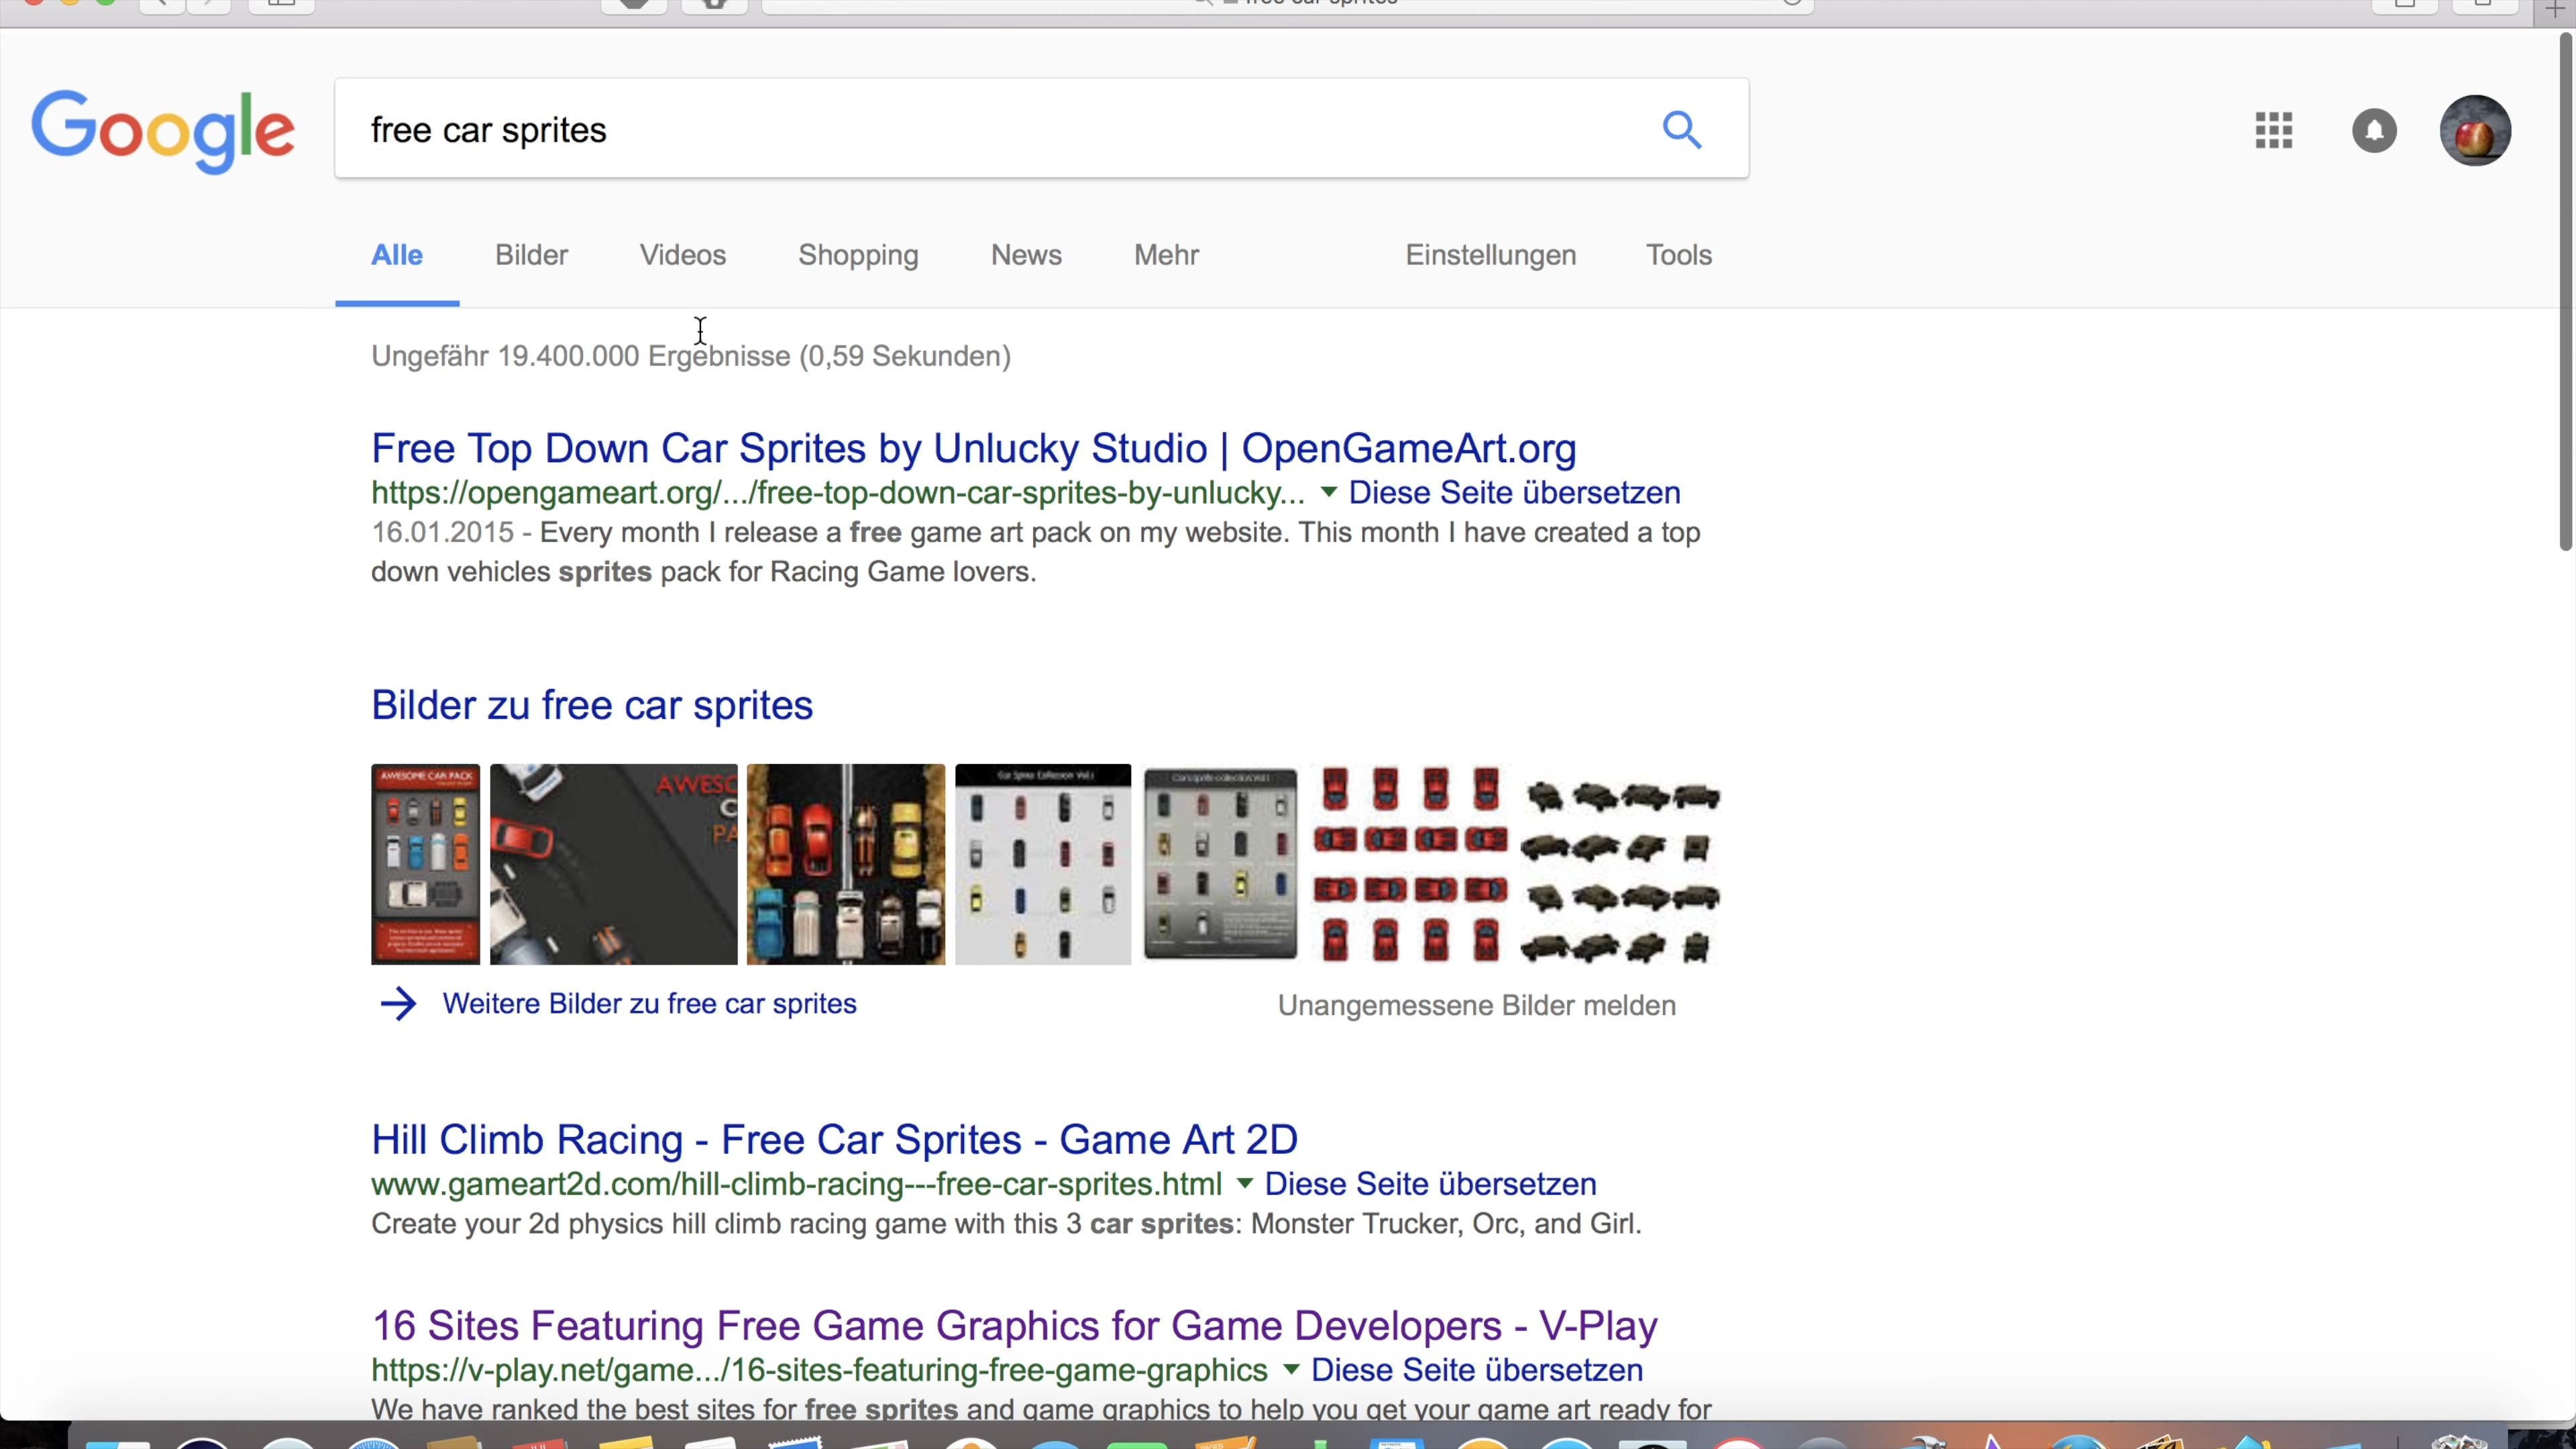 free car sprites
Google
free car sprites
Alle Bilder Videos Shopping News Mehr Einstellungen Tools
Ungefähr 19.400.000 Ergebnisse (0,59 Sekunden)
Free Top Down Car Sprites by Unlucky Studio | OpenGameArt.org
https://opengameart.org/.../free-top-down-car-sprites-by-unlucky... ▼ Diese Seite übersetzen
16.01.2015 - Every month I release a free game art pack on my website. This month I have created a top
down vehicles sprites pack for Racing Game lovers.
Bilder zu free car sprites
AWESOME CAR PACK
AWESO
C
PA
Weitere Bilder zu free car sprites
Unangemessene Bilder melden
Hill Climb Racing - Free Car Sprites - Game Art 2D
www.gameart2d.com/hill-climb-racing---free-car-sprites.html ▼ Diese Seite übersetzen
Create your 2d physics hill climb racing game with this 3 car sprites: Monster Trucker, Orc, and Girl.
16 Sites Featuring Free Game Graphics for Game Developers - V-Play
https://v-play.net/game.../16-sites-featuring-free-game-graphics ▼ Diese Seite übersetzen
We have ranked the best sites for free sprites and game graphics to help you get your game art ready for